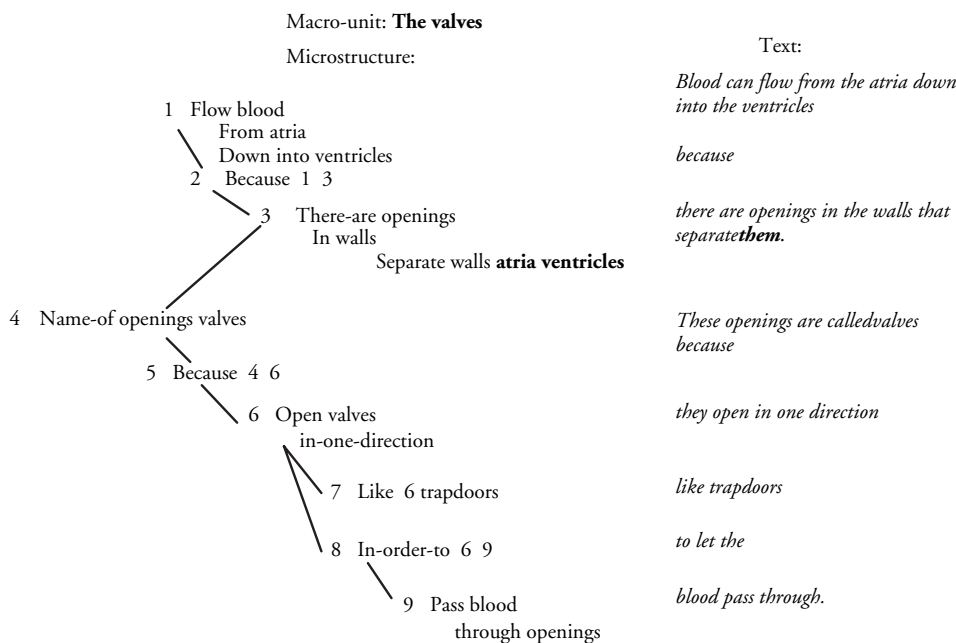 Macro-unit: The valves
Microstructure:
Text:
1 Flow blood
From atria
Down into ventricles
Blood can flow from the atria down
into the ventricles
2 Because 1 3
because
3 There-are openings
In walls
Separate walls atria ventricles
there are openings in the walls that
separatethem.
4 Name-of openings valves
These openings are calledvalves
because
5 Because 4 6
6 Open valves
in-one-direction
they open in one direction
7 Like 6 trapdoors
like trapdoors
8 In-order-to 6 9
to let the
9 Pass blood
through openings
blood pass through.